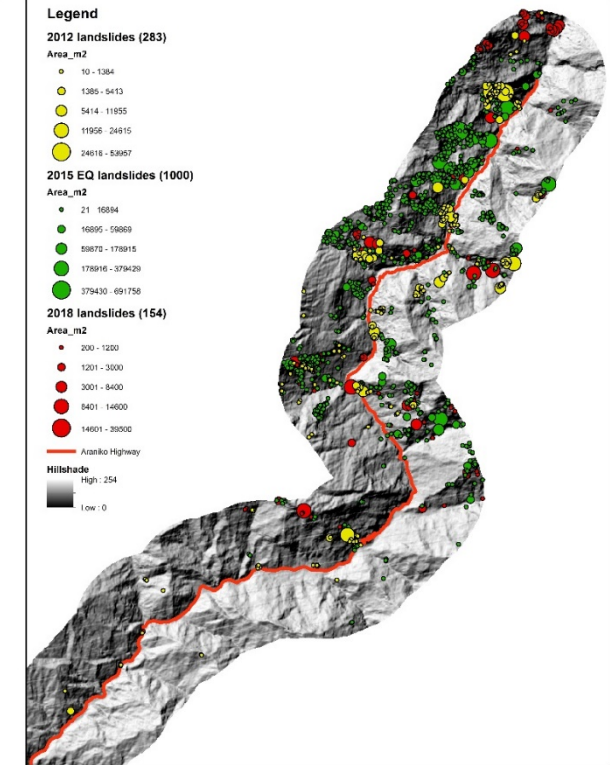 Legend
2012 landslides (283)
Area_m2
10 - 1384
1385 - 5413
5414 - 11955
11956 - 24615
24616 - 53957
2015 EQ landslides (1000)
Area_m2
21 - 16894
16895 - 59869
59870 - 178915
178916 - 379429
379430 - 691758
2018 landslides (154)
Area_m2
200 - 1200
1201 - 3000
3001 - 8400
8401 - 14600
14601 - 39500
Araniko Highway
Hillshade
High : 254
Low : 0